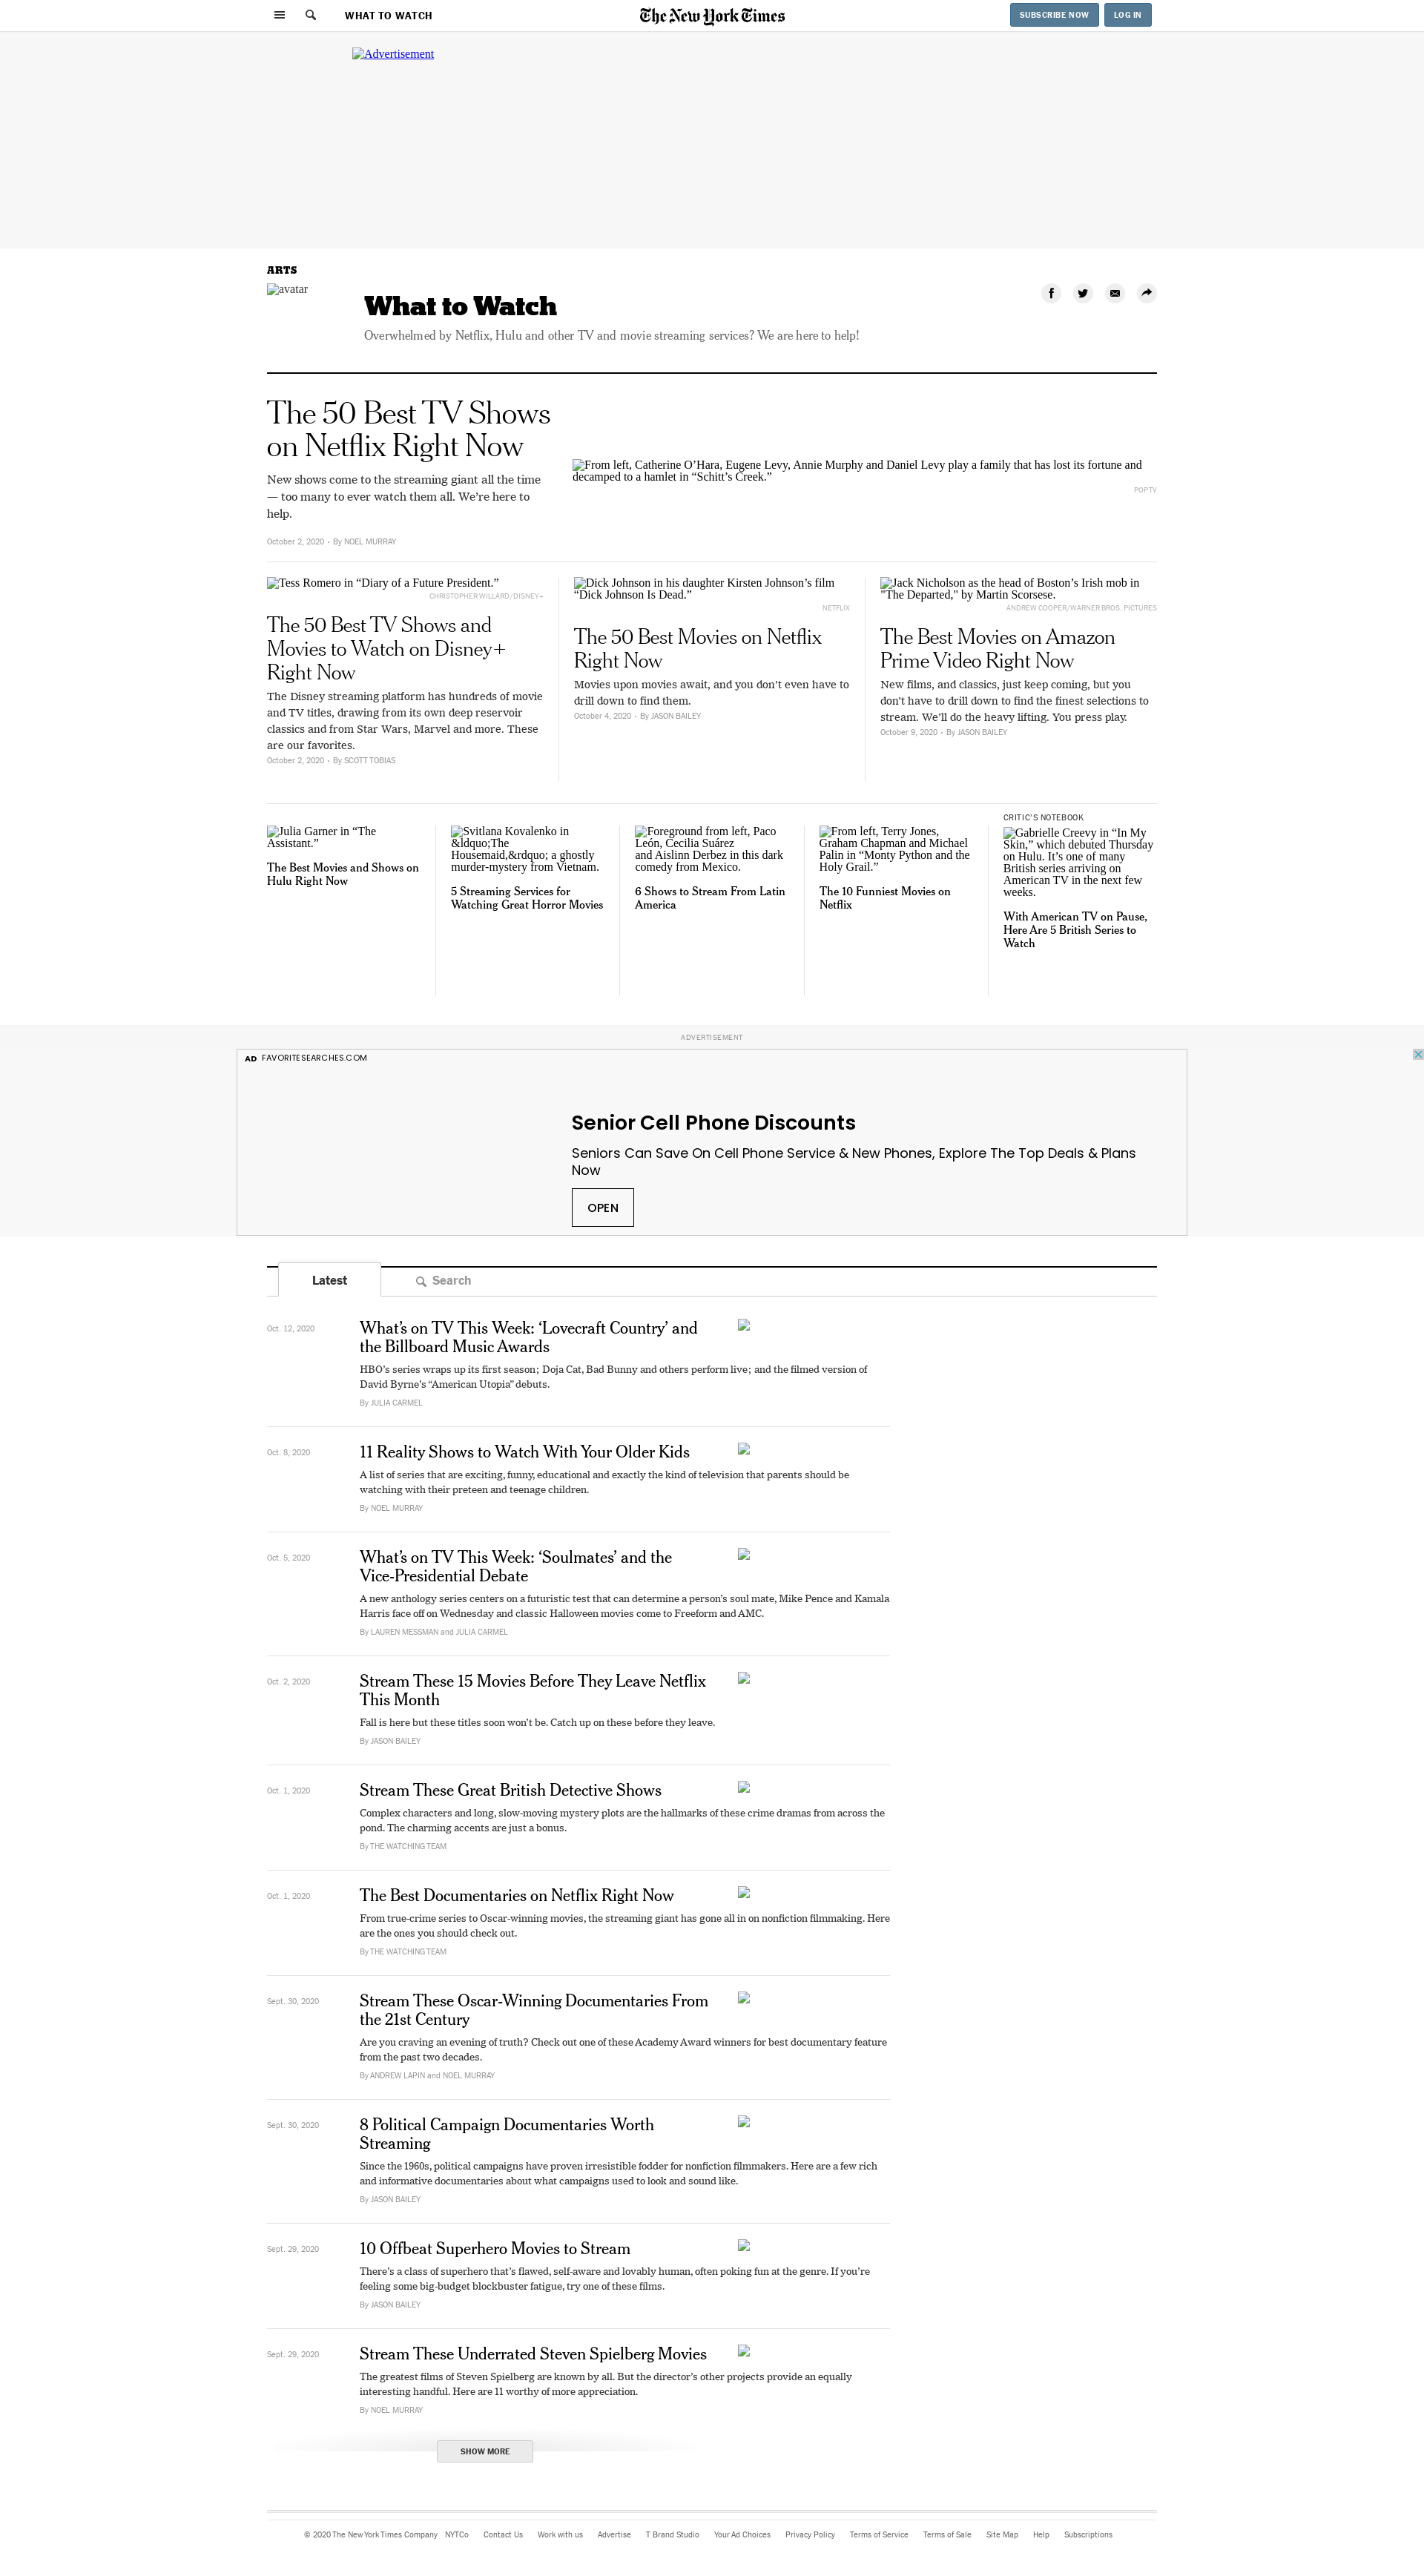 WHAT TO WATCH
The New York Times
SUBSCRIBE NOW
LOG IN
Advertisement
ARTS
avatar
What to Watch
Overwhelmed by Netflix, Hulu and other TV and movie streaming services? We are here to help!
The 50 Best TV Shows
on Netflix Right Now
New shows come to the streaming giant all the time
— too many to ever watch them all. We’re here to
help.
October 2, 2020 • By NOEL MURRAY
From left, Catherine O’Hara, Eugene Levy, Annie Murphy and Daniel Levy play a family that has lost its fortune and
decamped to a hamlet in “Schitt’s Creek.”
POP TV
Tess Romero in “Diary of a Future President.”
CHRISTOPHER WILLARD/DISNEY+
The 50 Best TV Shows and
Movies to Watch on Disney+
Right Now
The Disney streaming platform has hundreds of movie
and TV titles, drawing from its own deep reservoir
classics and from Star Wars, Marvel and more. These
are our favorites.
October 2, 2020 • By SCOTT TOBIAS
Dick Johnson in his daughter Kirsten Johnson’s film
“Dick Johnson Is Dead.”
NETFLIX
The 50 Best Movies on Netflix
Right Now
Movies upon movies await, and you don’t even have to
drill down to find them.
October 4, 2020 • By JASON BAILEY
Jack Nicholson as the head of Boston’s Irish mob in
"The Departed," by Martin Scorsese.
ANDREW COOPER/WARNER BROS. PICTURES
The Best Movies on Amazon
Prime Video Right Now
New films, and classics, just keep coming, but you
don’t have to drill down to find the finest selections to
stream. We’ll do the heavy lifting. You press play.
October 9, 2020 • By JASON BAILEY
Julia Garner in “The
Assistant.”
The Best Movies and Shows on
Hulu Right Now
Svitlana Kovalenko in
&ldquo;The
Housemaid,&rdquo; a ghostly
murder-mystery from Vietnam.
5 Streaming Services for
Watching Great Horror Movies
Foreground from left, Paco
León, Cecilia Suárez
and Aislinn Derbez in this dark
comedy from Mexico.
6 Shows to Stream From Latin
America
From left, Terry Jones,
Graham Chapman and Michael
Palin in “Monty Python and the
Holy Grail.”
The 10 Funniest Movies on
Netflix
CRITIC’S NOTEBOOK
Gabrielle Creevy in “In My
Skin,” which debuted Thursday
on Hulu. It’s one of many
British series arriving on
American TV in the next few
weeks.
With American TV on Pause,
Here Are 5 British Series to
Watch
ADVERTISEMENT
AD FAVORITESEARCHES.COM
Senior Cell Phone Discounts
Seniors Can Save On Cell Phone Service & New Phones, Explore The Top Deals & Plans
Now
OPEN
Latest
Search
Oct. 12, 2020
What’s on TV This Week: ‘Lovecraft Country’ and
the Billboard Music Awards
HBO’s series wraps up its first season; Doja Cat, Bad Bunny and others perform live; and the filmed version of
David Byrne’s “American Utopia” debuts.
By JULIA CARMEL
Oct. 8, 2020
11 Reality Shows to Watch With Your Older Kids
A list of series that are exciting, funny, educational and exactly the kind of television that parents should be
watching with their preteen and teenage children.
By NOEL MURRAY
Oct. 5, 2020
What’s on TV This Week: ‘Soulmates’ and the
Vice-Presidential Debate
A new anthology series centers on a futuristic test that can determine a person’s soul mate, Mike Pence and Kamala
Harris face off on Wednesday and classic Halloween movies come to Freeform and AMC.
By LAUREN MESSMAN and JULIA CARMEL
Oct. 2, 2020
Stream These 15 Movies Before They Leave Netflix
This Month
Fall is here but these titles soon won’t be. Catch up on these before they leave.
By JASON BAILEY
Oct. 1, 2020
Stream These Great British Detective Shows
Complex characters and long, slow-moving mystery plots are the hallmarks of these crime dramas from across the
pond. The charming accents are just a bonus.
By THE WATCHING TEAM
Oct. 1, 2020
The Best Documentaries on Netflix Right Now
From true-crime series to Oscar-winning movies, the streaming giant has gone all in on nonfiction filmmaking. Here
are the ones you should check out.
By THE WATCHING TEAM
Sept. 30, 2020
Stream These Oscar-Winning Documentaries From
the 21st Century
Are you craving an evening of truth? Check out one of these Academy Award winners for best documentary feature
from the past two decades.
By ANDREW LAPIN and NOEL MURRAY
Sept. 30, 2020
8 Political Campaign Documentaries Worth
Streaming
Since the 1960s, political campaigns have proven irresistible fodder for nonfiction filmmakers. Here are a few rich
and informative documentaries about what campaigns used to look and sound like.
By JASON BAILEY
Sept. 29, 2020
10 Offbeat Superhero Movies to Stream
There’s a class of superhero that’s flawed, self-aware and lovably human, often poking fun at the genre. If you’re
feeling some big-budget blockbuster fatigue, try one of these films.
By JASON BAILEY
Sept. 29, 2020
Stream These Underrated Steven Spielberg Movies
The greatest films of Steven Spielberg are known by all. But the director’s other projects provide an equally
interesting handful. Here are 11 worthy of more appreciation.
By NOEL MURRAY
SHOW MORE
© 2020 The New York Times Company NYTCo Contact Us Work with us Advertise T Brand Studio Your Ad Choices Privacy Policy Terms of Service Terms of Sale Site Map Help Subscriptions